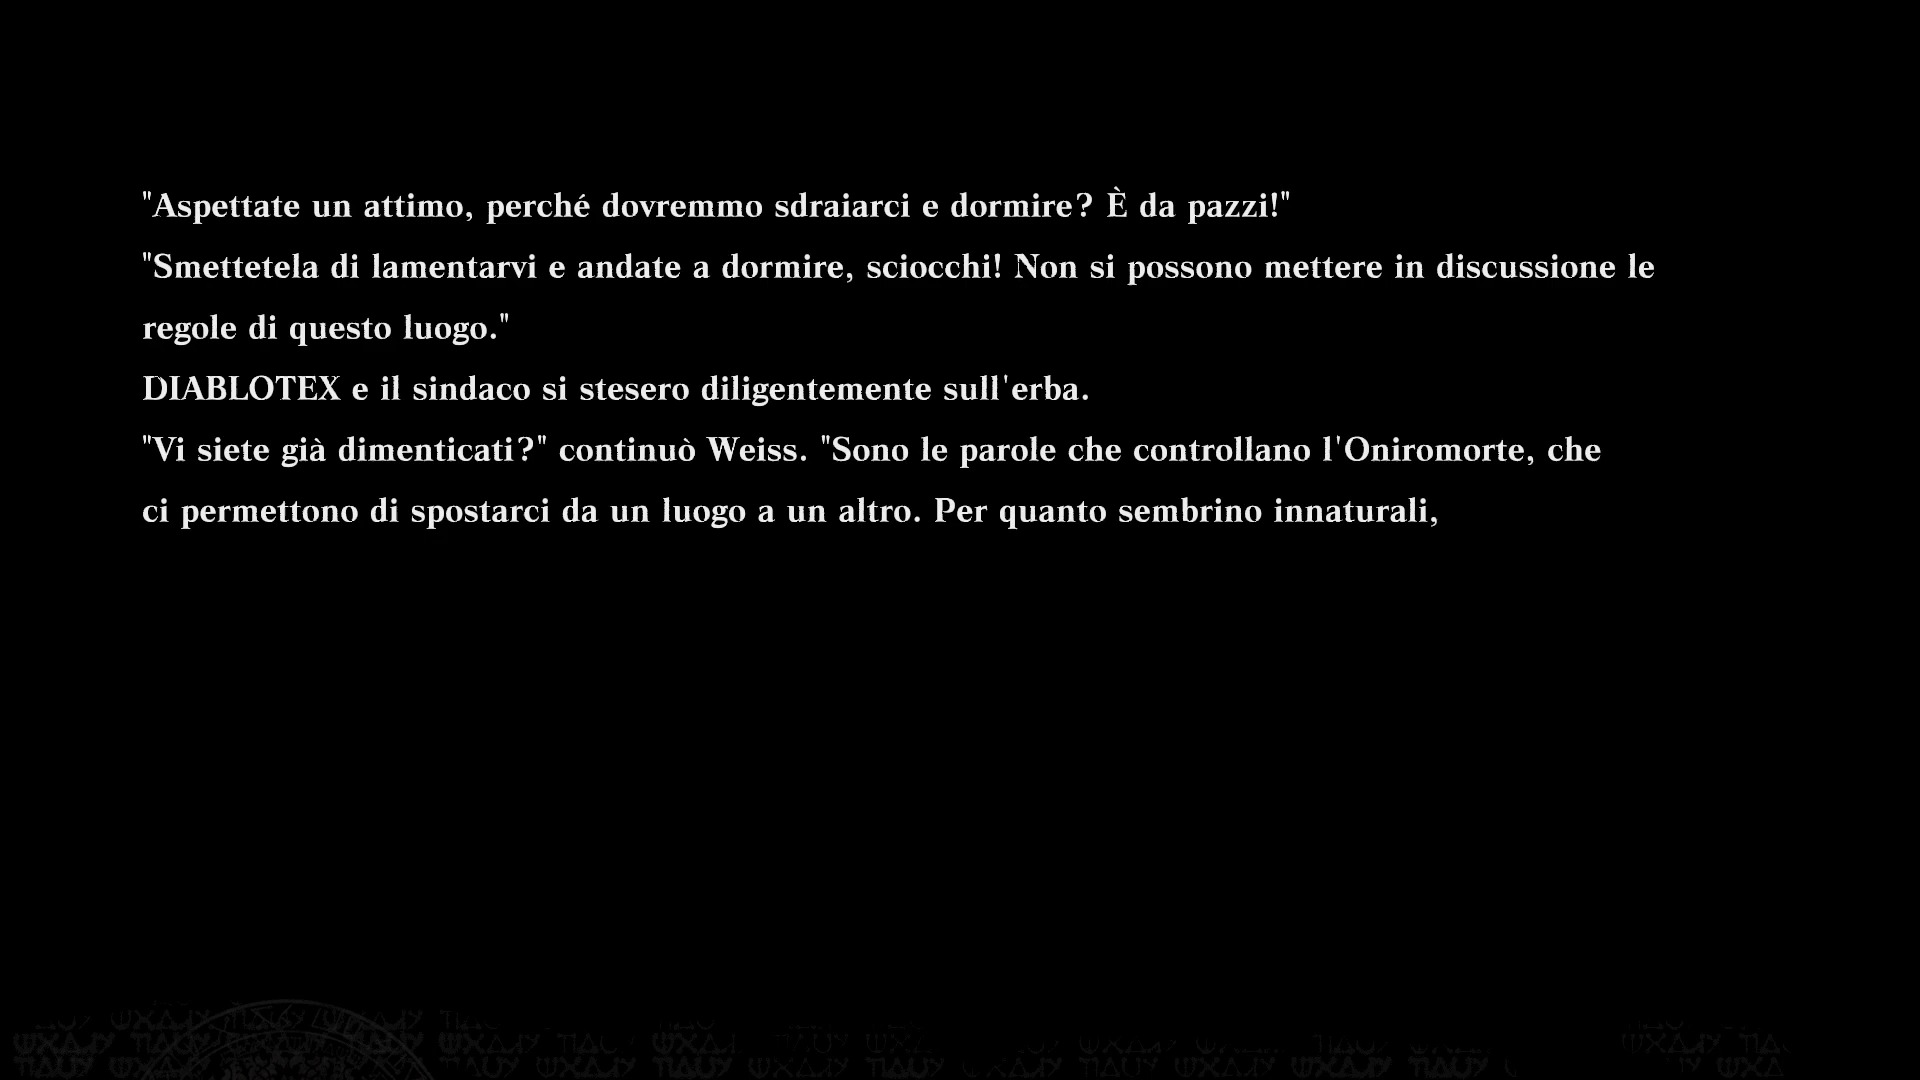 "Aspettate un attimo, perché dovremmo sdraiarci e dormire? È da pazzi!"
"Smettetela di lamentarvi e andate a dormire, sciocchi! Non si possono mettere in discussione le
regole di questo luogo."
DIABLOTEX e il sindaco si stesero diligentemente sull'erba.
"Vi siete già dimenticati?" continuò Weiss. "Sono le parole che controllano l'Oniromorte, che
ci permettono di spostarci da un luogo a un altro. Per quanto sembrino innaturali,